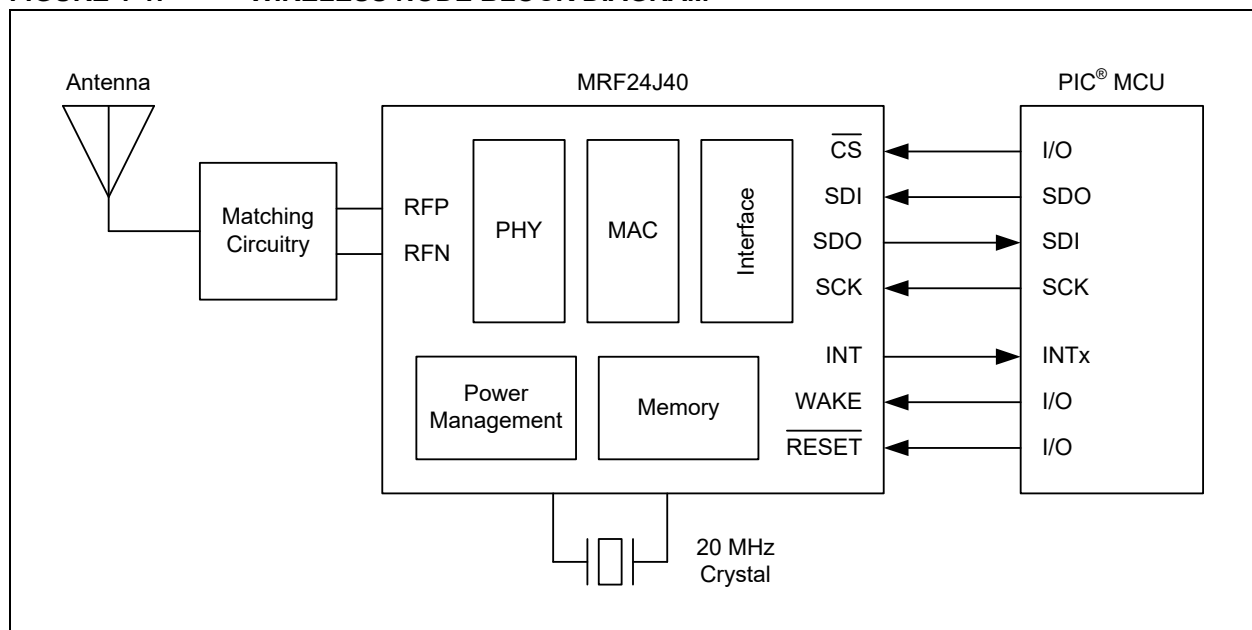 Antenna
MRF24J40
PIC® MCU
Matching
Circuitry
RFP
RFN
PHY
MAC
Interface
CS
SDI
SDO
SCK
INT
WAKE
RESET
I/O
SDO
SDI
SCK
INTx
I/O
I/O
Power
Management
Memory
20 MHz
Crystal